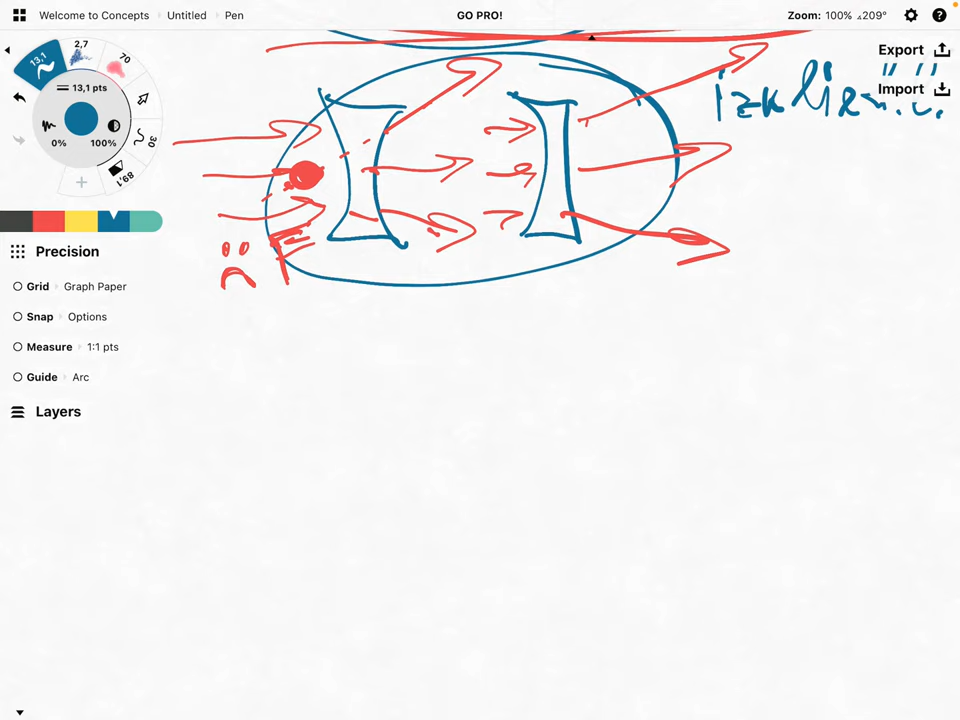 Welcome to Concepts › Untitled › Pen
GO PRO!
Zoom: 100% ⊿209°
13,1
2,7
70
13,1 pts
0% 100%
30
89,1
Export
Import
Precision
Grid › Graph Paper
Snap › Options
Measure › 1:1 pts
Guide › Arc
Layers